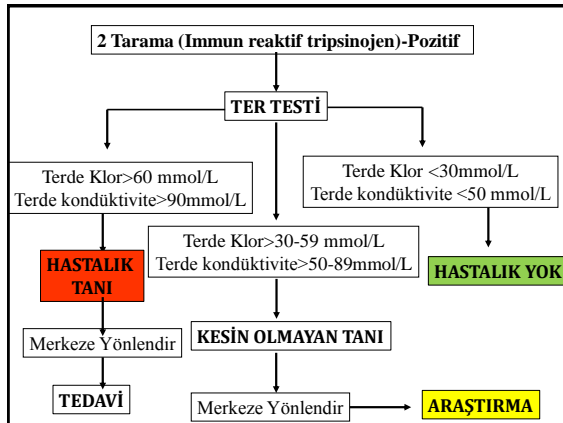 2 Tarama (Immun reaktif tripsinojen)-Pozitif
TER TESTİ
Terde Klor>60 mmol/L
Terde kondüktivite>90mmol/L
Terde Klor <30mmol/L
Terde kondüktivite <50 mmol/L
Terde Klor>30-59 mmol/L
Terde kondüktivite>50-89mmol/L
HASTALIK
TANI
HASTALIK YOK
Merkeze Yönlendir
KESİN OLMAYAN TANI
TEDAVİ
Merkeze Yönlendir
ARAŞTIRMA